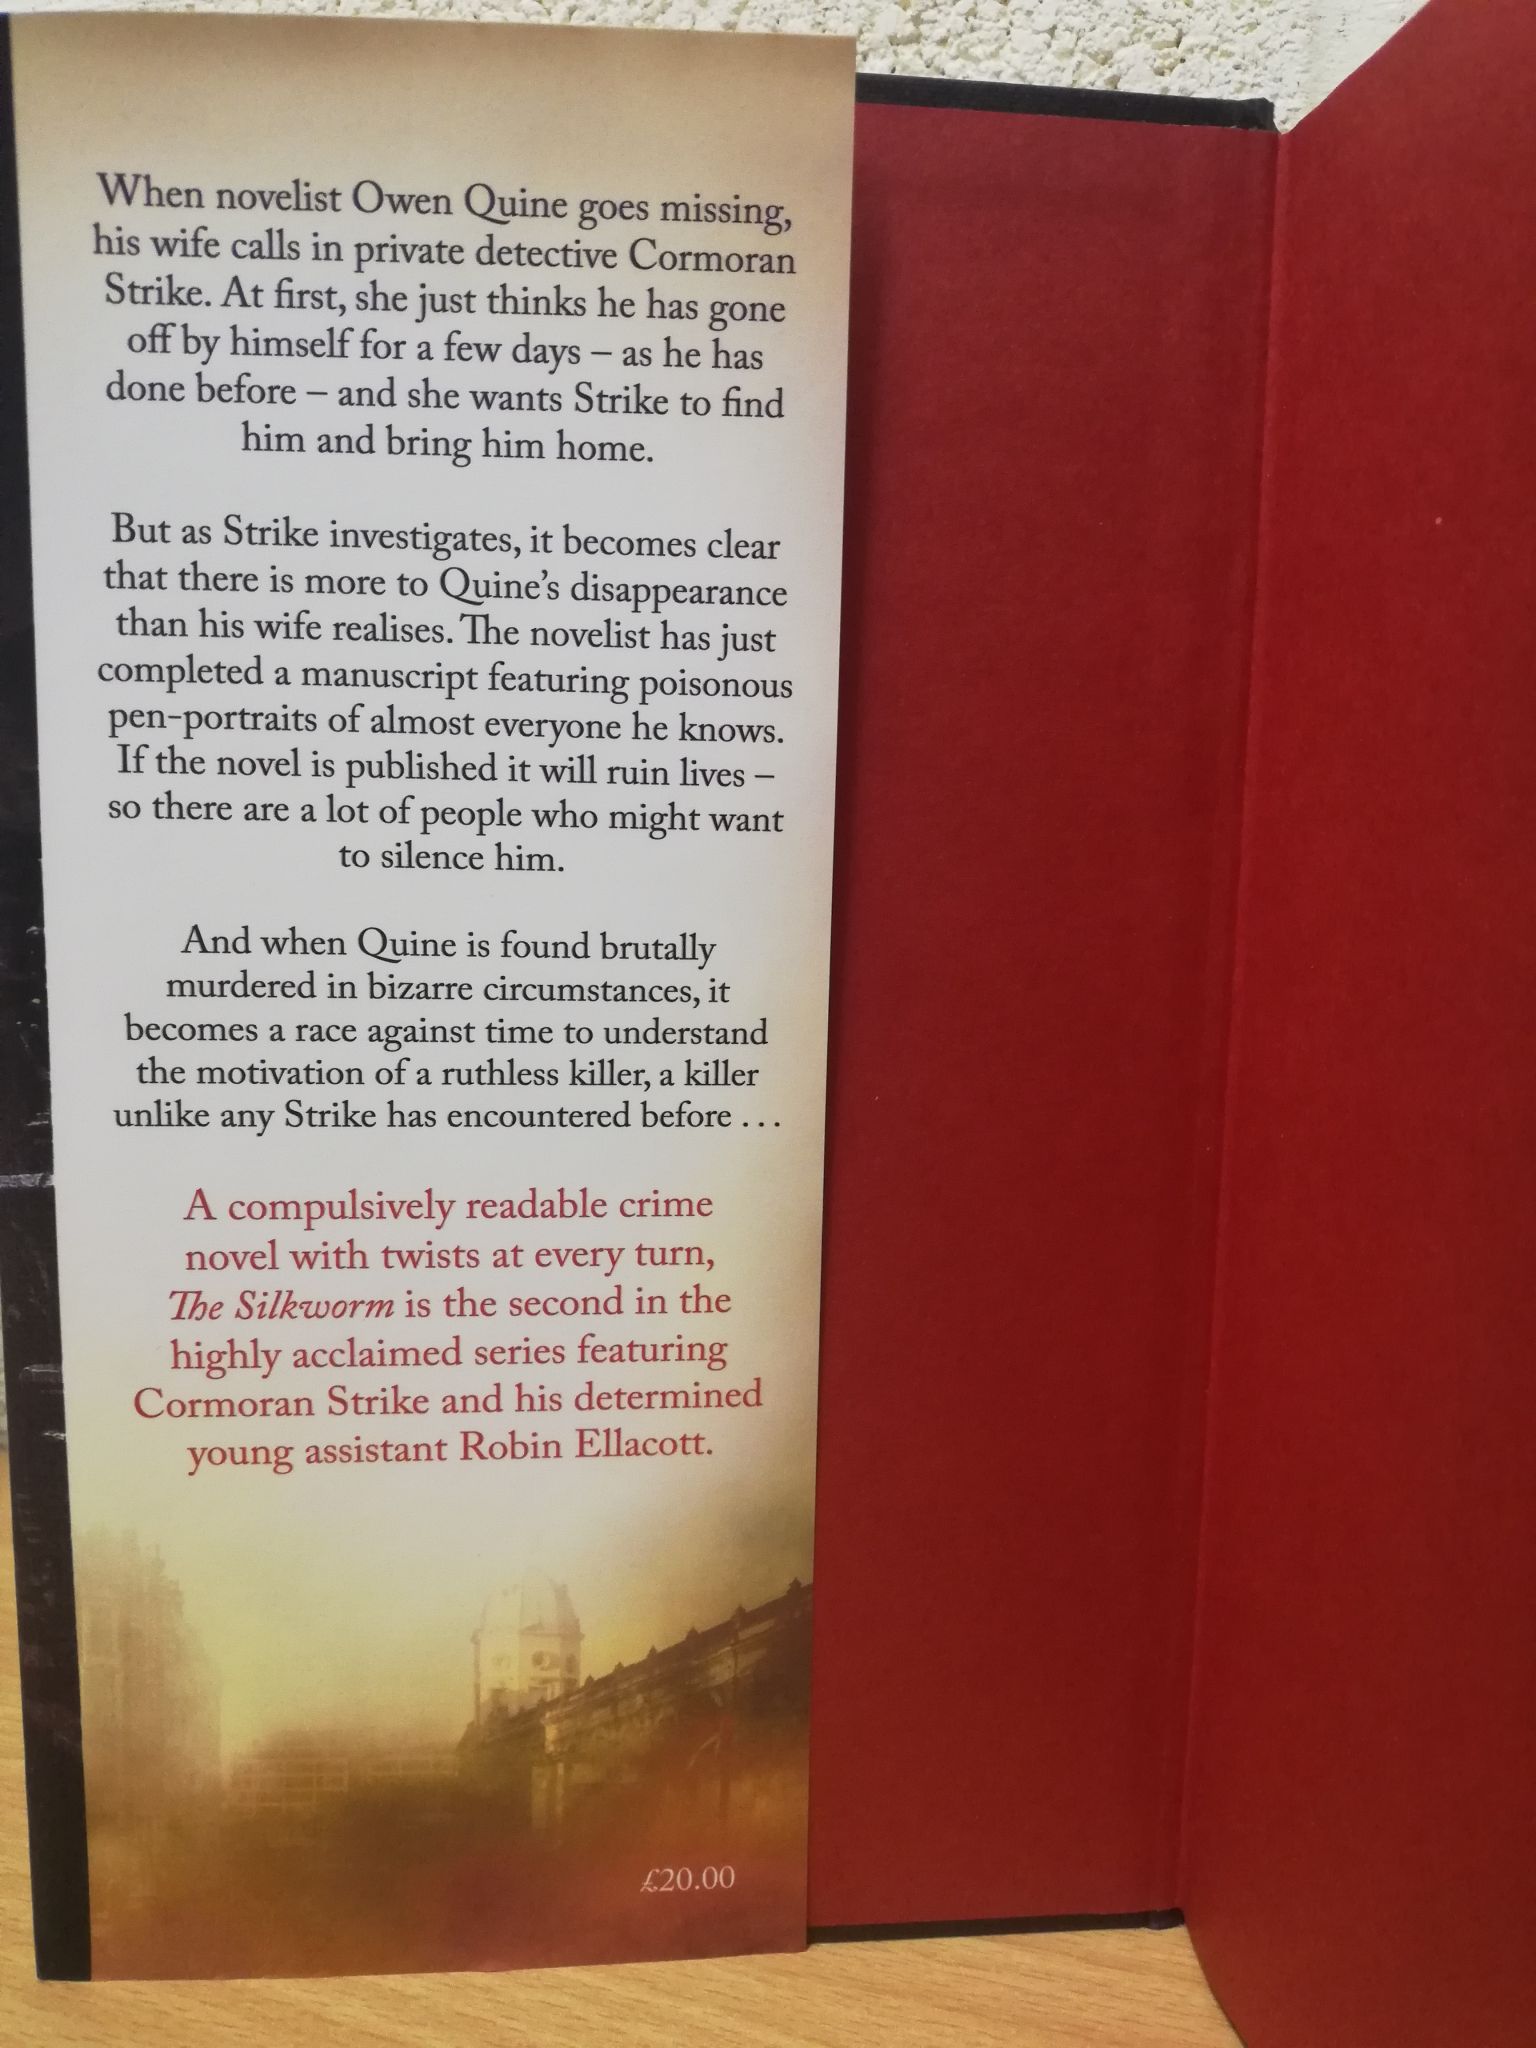 When novelist Owen Quine goes missing,
his wife calls in private detective Cormoran
Strike. At first, she just thinks he has gone
off by himself for a few days – as he has
done before – and she wants Strike to find
him and bring him home.
But as Strike investigates, it becomes clear
that there is more to Quine’s disappearance
than his wife realises. The novelist has just
completed a manuscript featuring poisonous
pen-portraits of almost everyone he knows.
If the novel is published it will ruin lives –
so there are a lot of people who might want
to silence him.
And when Quine is found brutally
murdered in bizarre circumstances, it
becomes a race against time to understand
the motivation of a ruthless killer, a killer
unlike any Strike has encountered before . . .
A compulsively readable crime
novel with twists at every turn,
The Silkworm is the second in the
highly acclaimed series featuring
Cormoran Strike and his determined
young assistant Robin Ellacott.
£20.00